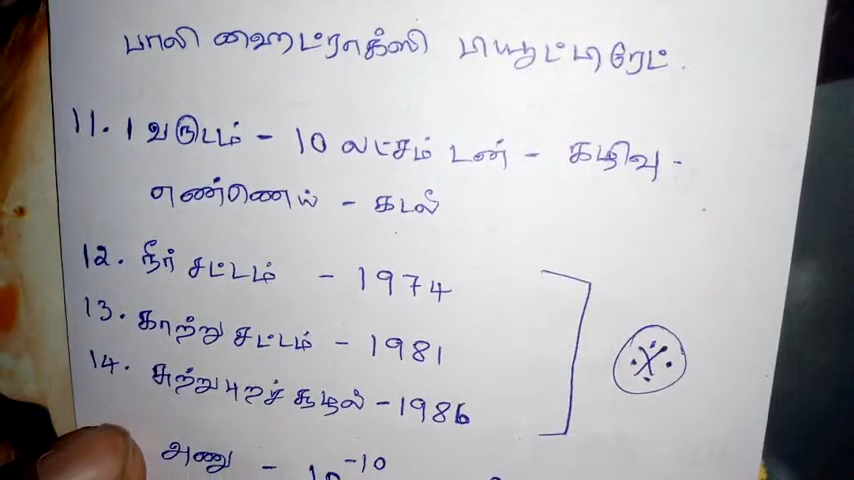 பாலி ஹைட்ராக்ஸி பியூட்டிரேட்.
11. 1 வருடம் - 10 லட்சம் டன் - கழிவு -
எண்ணெய் - கடல்
12. நீர் சட்டம் - 1974
13. காற்று சட்டம் - 1981
14. சுற்றுபுறச் சூழல் - 1986
அணு - 10⁻¹⁰